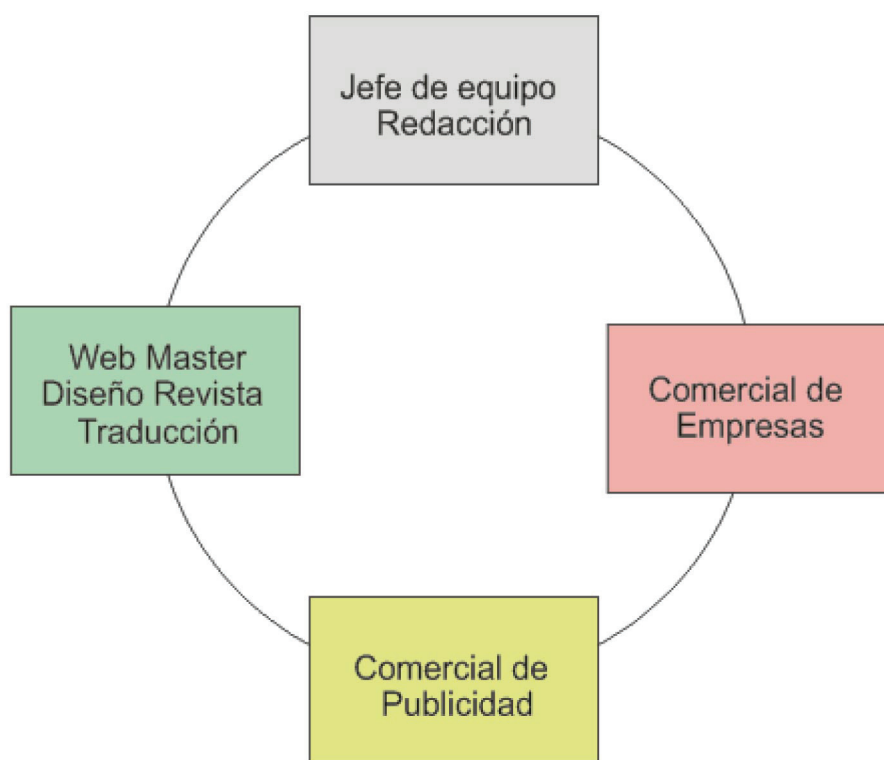 Jefe de equipo
Redacción
Web Master
Diseño Revista
Traducción
Comercial de
Empresas
Comercial de
Publicidad